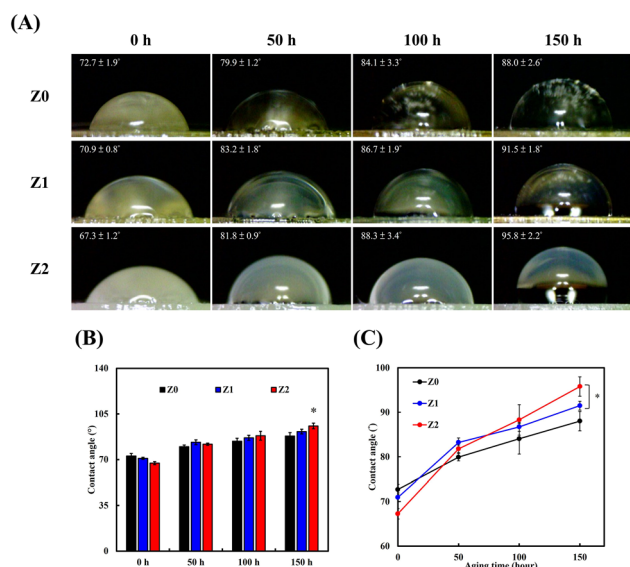 (A)
0 h 50 h 100 h 150 h
Z0 72.7 ± 1.9° 79.9 ± 1.2° 84.1 ± 3.3° 88.0 ± 2.6°
Z1 70.9 ± 0.8° 83.2 ± 1.8° 86.7 ± 1.9° 91.5 ± 1.8°
Z2 67.3 ± 1.2° 81.8 ± 0.9° 88.3 ± 3.4° 95.8 ± 2.2°
(B)
Contact angle (°)
140
105
70
35
0
Z0 Z1 Z2
*
0 h 50 h 100 h 150 h
(C)
Contact angle (°)
100
90
80
70
60
Z0
Z1
Z2
*
0 50 100 150
Aging time (hour)